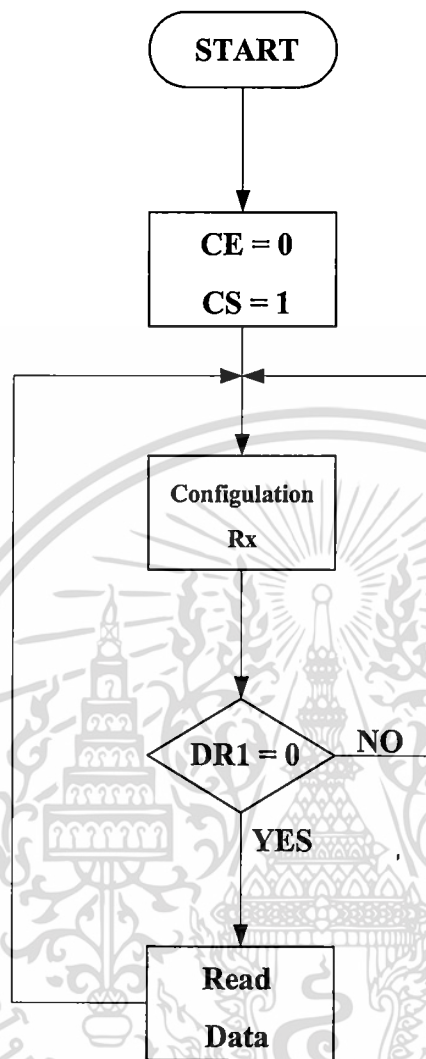 START
CE = 0
CS = 1
Configulation
Rx
DR1 = 0
NO
YES
Read
Data